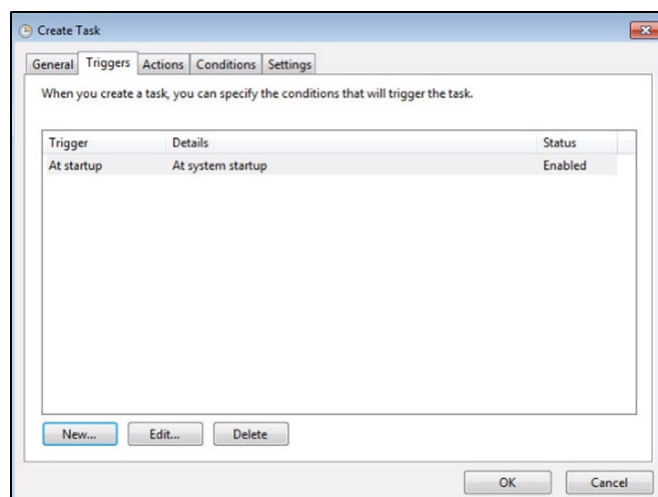 Create Task
General Triggers Actions Conditions Settings
When you create a task, you can specify the conditions that will trigger the task.
Trigger Details Status
At startup At system startup Enabled
New... Edit... Delete
OK Cancel